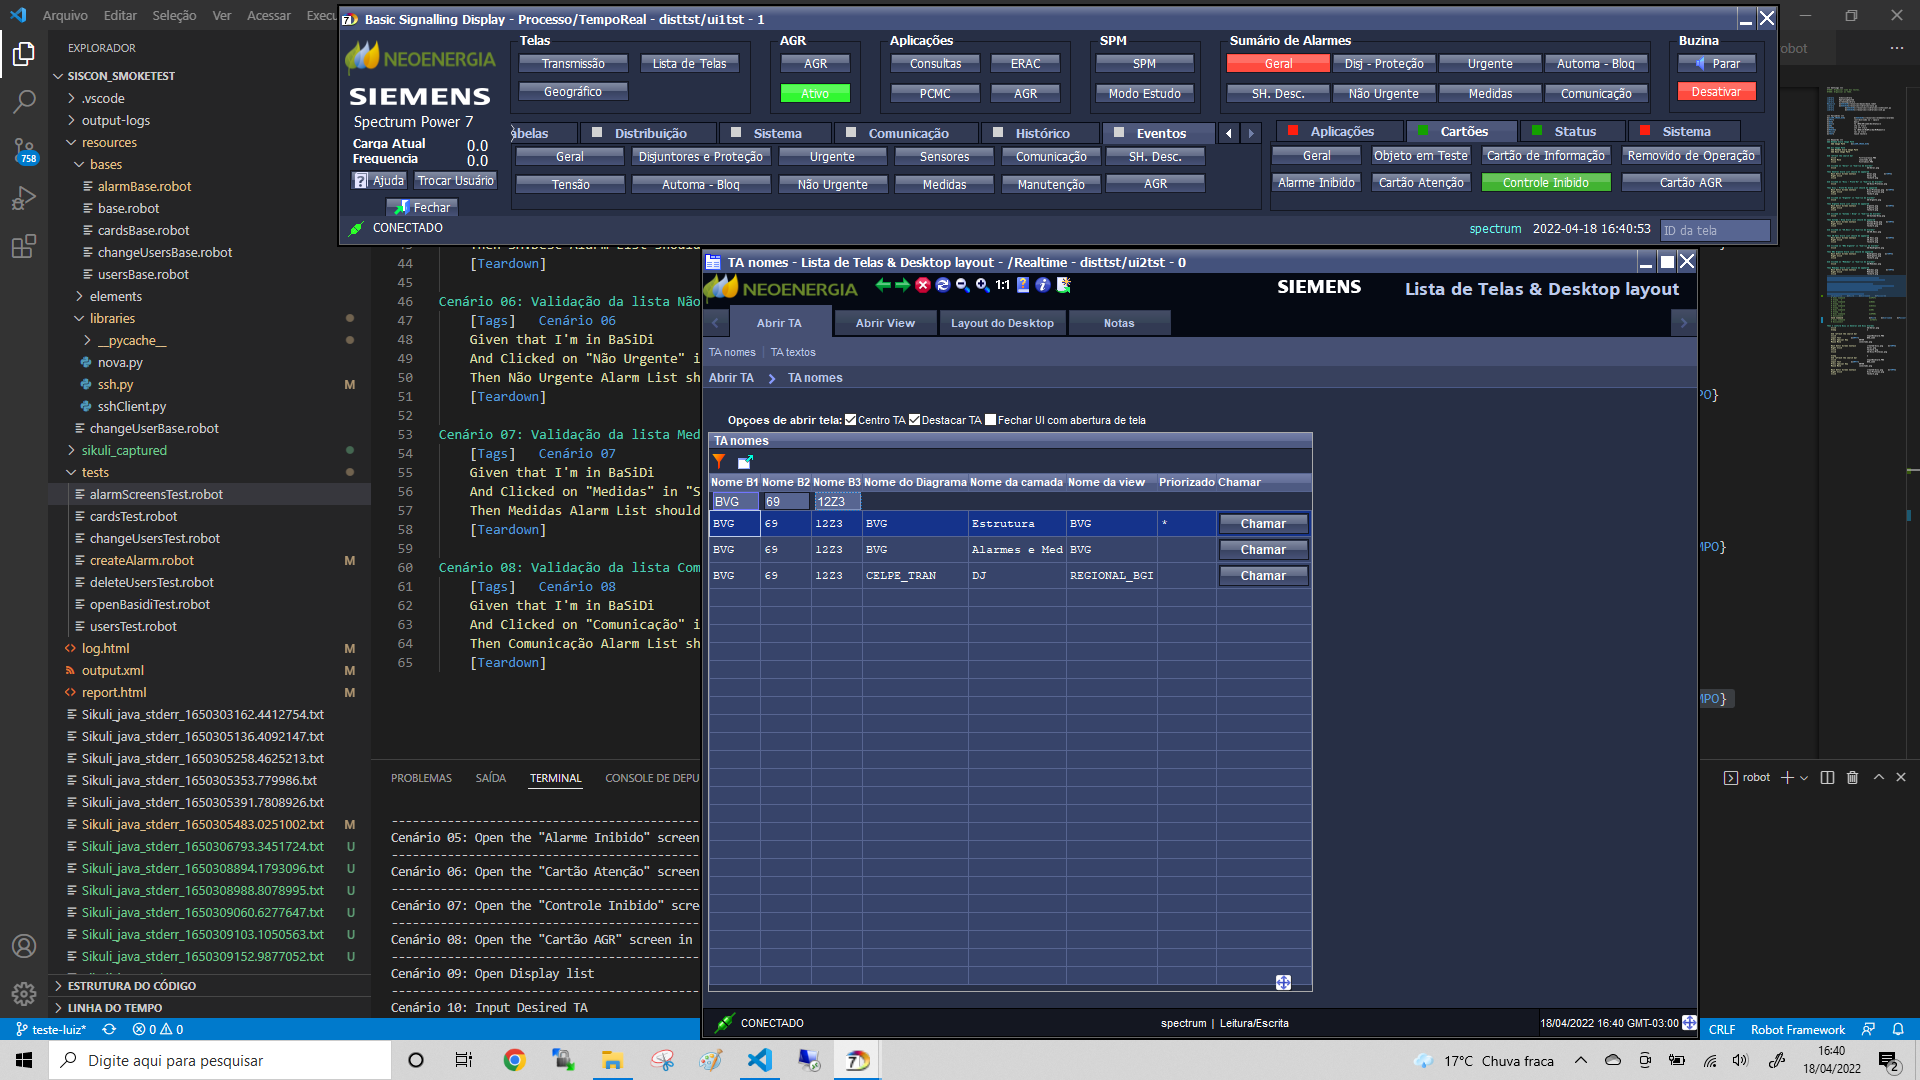 Arquivo Editar Seleção Ver Acessar Execu
Basic Signalling Display - Processo/TempoReal - disttst/ui1tst - 1
NEOENERGIA
SIEMENS
Spectrum Power 7
Carga Atual 0.0
Frequencia 0.0
Ajuda Trocar Usuário
Fechar
CONECTADO
Telas
Transmissão Lista de Telas
Geográfico
AGR
AGR
Ativo
Aplicações
Consultas ERAC
PCMC AGR
SPM
SPM
Modo Estudo
Sumário de Alarmes
Geral Disj - Proteção Urgente Automa - Bloq
SH. Desc. Não Urgente Medidas Comunicação
Buzina
Parar
Desativar
abelas Distribuição Sistema Comunicação Histórico Eventos
Geral Disjuntores e Proteção Urgente Sensores Comunicação SH. Desc.
Tensão Automa - Bloq Não Urgente Medidas Manutenção AGR
Aplicações Cartões Status Sistema
Geral Objeto em Teste Cartão de Informação Removido de Operação
Alarme Inibido Cartão Atenção Controle Inibido Cartão AGR
spectrum 2022-04-18 16:40:53 ID da tela
obot
EXPLORADOR
SISCON_SMOKETEST
.vscode
output-logs
resources
bases
alarmBase.robot
base.robot
cardsBase.robot
changeUsersBase.robot
usersBase.robot
elements
libraries
__pycache__
nova.py
ssh.py M
sshClient.py
changeUserBase.robot
sikuli_captured
tests
alarmScreensTest.robot
cardsTest.robot
changeUsersTest.robot
createAlarm.robot M
deleteUsersTest.robot
openBasidiTest.robot
usersTest.robot
log.html M
output.xml M
report.html M
Sikuli_java_stderr_1650303162.4412754.txt
Sikuli_java_stderr_1650305136.4092147.txt
Sikuli_java_stderr_1650305258.4625213.txt
Sikuli_java_stderr_1650305353.779986.txt
Sikuli_java_stderr_1650305391.7808926.txt
Sikuli_java_stderr_1650305483.0251002.txt M
Sikuli_java_stderr_1650306793.3451724.txt U
Sikuli_java_stderr_1650308894.1793096.txt U
Sikuli_java_stderr_1650308988.8078995.txt U
Sikuli_java_stderr_1650309060.6277647.txt U
Sikuli_java_stderr_1650309103.1050563.txt U
Sikuli_java_stderr_1650309152.9877052.txt U
ESTRUTURA DO CÓDIGO
LINHA DO TEMPO
758
44 [Teardown]
45
46 Cenário 06: Validação da lista Não
47 [Tags] Cenário 06
48 Given that I'm in BaSiDi
49 And Clicked on "Não Urgente" i
50 Then Não Urgente Alarm List sh
51 [Teardown]
52
53 Cenário 07: Validação da lista Med
54 [Tags] Cenário 07
55 Given that I'm in BaSiDi
56 And Clicked on "Medidas" in "S
57 Then Medidas Alarm List should
58 [Teardown]
59
60 Cenário 08: Validação da lista Com
61 [Tags] Cenário 08
62 Given that I'm in BaSiDi
63 And Clicked on "Comunicação" i
64 Then Comunicação Alarm List sh
65 [Teardown]
PROBLEMAS SAÍDA TERMINAL CONSOLE DE DEPU
Cenário 05: Open the "Alarme Inibido" screen
Cenário 06: Open the "Cartão Atenção" screen
Cenário 07: Open the "Controle Inibido" scre
Cenário 08: Open the "Cartão AGR" screen in
Cenário 09: Open Display list
Cenário 10: Input Desired TA
TA nomes - Lista de Telas & Desktop layout - /Realtime - disttst/ui2tst - 0
NEOENERGIA 1:1 SIEMENS Lista de Telas & Desktop layout
Abrir TA Abrir View Layout do Desktop Notas
TA nomes TA textos
Abrir TA TA nomes
Opçoes de abrir tela: Centro TA Destacar TA Fechar UI com abertura de tela
TA nomes
Nome B1 Nome B2 Nome B3 Nome do Diagrama Nome da camada Nome da view Priorizado Chamar
BVG 69 12Z3
BVG 69 12Z3 BVG Estrutura BVG * Chamar
BVG 69 12Z3 BVG Alarmes e Med BVG Chamar
BVG 69 12Z3 CELPE_TRAN DJ REGIONAL_BGI Chamar
CONECTADO spectrum | Leitura/Escrita 18/04/2022 16:40 GMT-03:00
PO}
MPO}
MPO}
robot
teste-luiz* 0 0 CRLF Robot Framework
Digite aqui para pesquisar 17°C Chuva fraca 16:40
18/04/2022
2